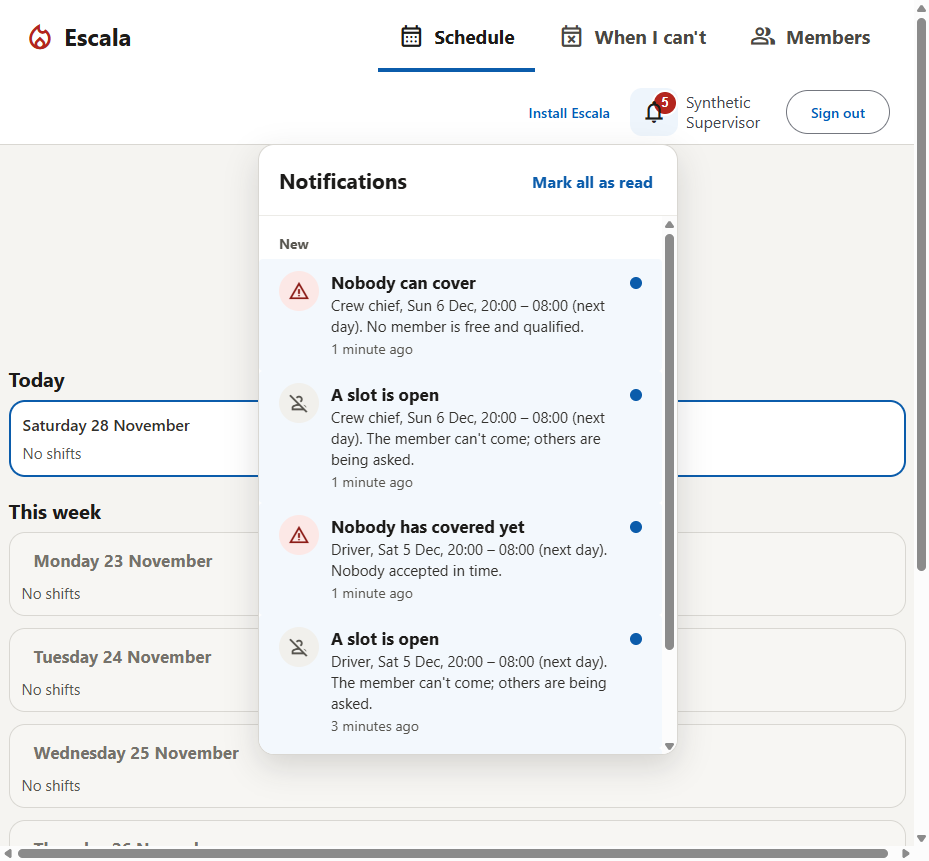 Escala
Schedule
When I can't
Members
Install Escala
5
Synthetic
Supervisor
Sign out
Notifications
Mark all as read
New
Nobody can cover
Crew chief, Sun 6 Dec, 20:00 – 08:00 (next
day). No member is free and qualified.
1 minute ago
A slot is open
Crew chief, Sun 6 Dec, 20:00 – 08:00 (next
day). The member can't come; others are
being asked.
1 minute ago
Nobody has covered yet
Driver, Sat 5 Dec, 20:00 – 08:00 (next day).
Nobody accepted in time.
1 minute ago
A slot is open
Driver, Sat 5 Dec, 20:00 – 08:00 (next day).
The member can't come; others are being
asked.
3 minutes ago
Today
Saturday 28 November
No shifts
This week
Monday 23 November
No shifts
Tuesday 24 November
No shifts
Wednesday 25 November
No shifts